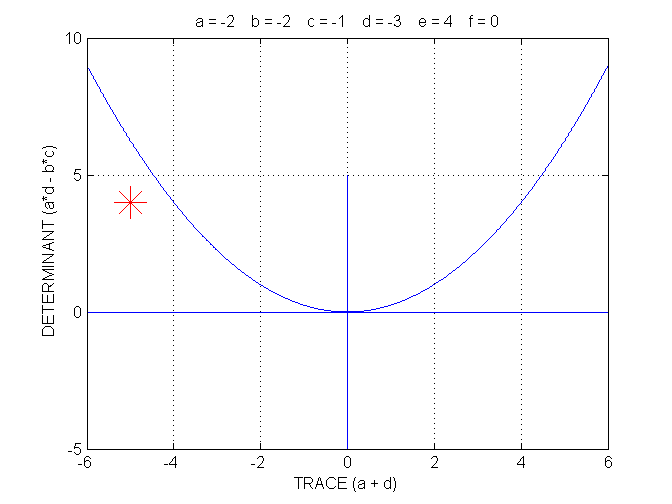 a = -2 b = -2 c = -1 d = -3 e = 4 f = 0
10
5
0
-5
DETERMINANT (a*d - b*c)
-6 -4 -2 0 2 4 6
TRACE (a + d)